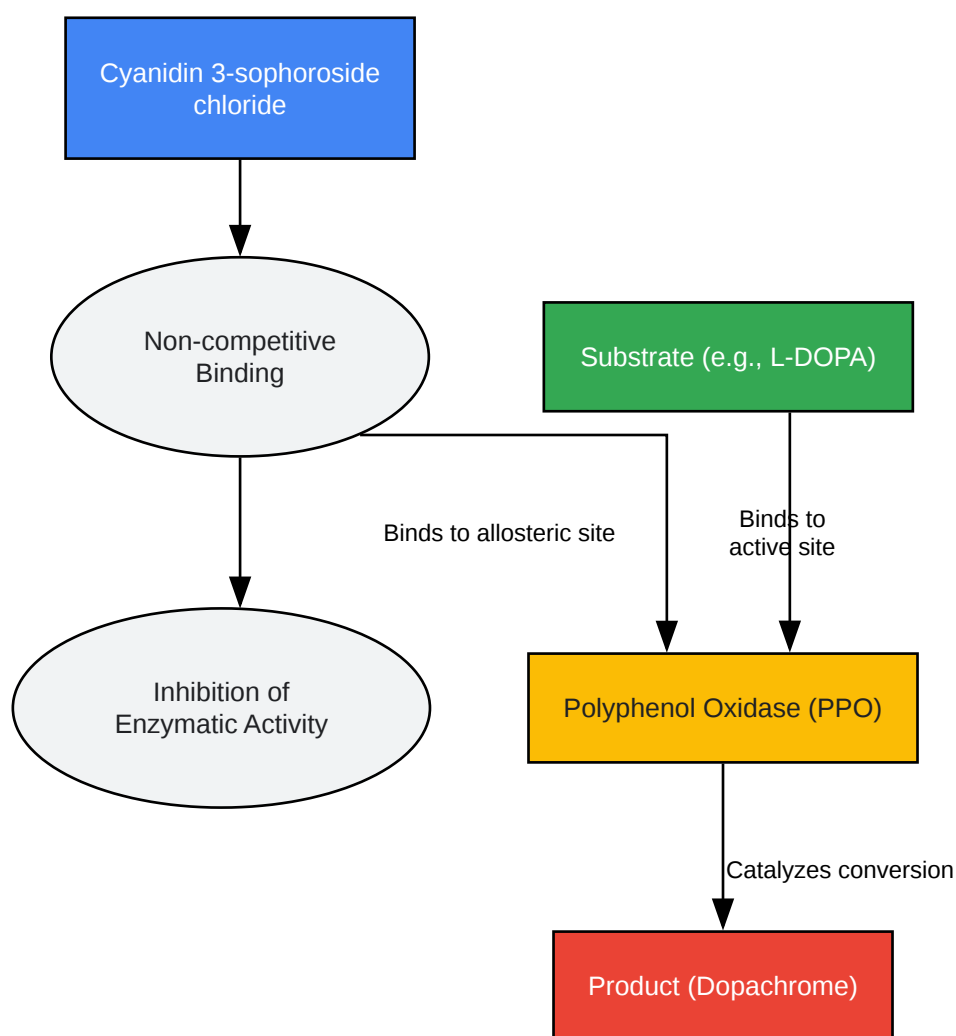 Cyanidin 3-sophoroside
chloride
Non-competitive
Binding
Substrate (e.g., L-DOPA)
Binds to allosteric site
Binds to
active site
Inhibition of
Enzymatic Activity
Polyphenol Oxidase (PPO)
Catalyzes conversion
Product (Dopachrome)